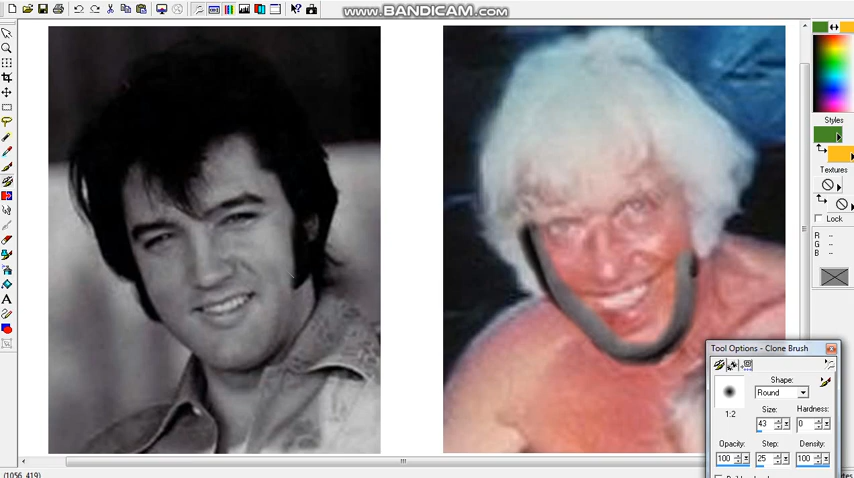 www.BANDICAM.com
Styles
Textures
Lock
R --
G --
B --
Tool Options - Clone Brush
Shape:
Round
1:2
Size: Hardness:
43 0
Opacity: Step: Density:
100 25 100
(1056, 419)